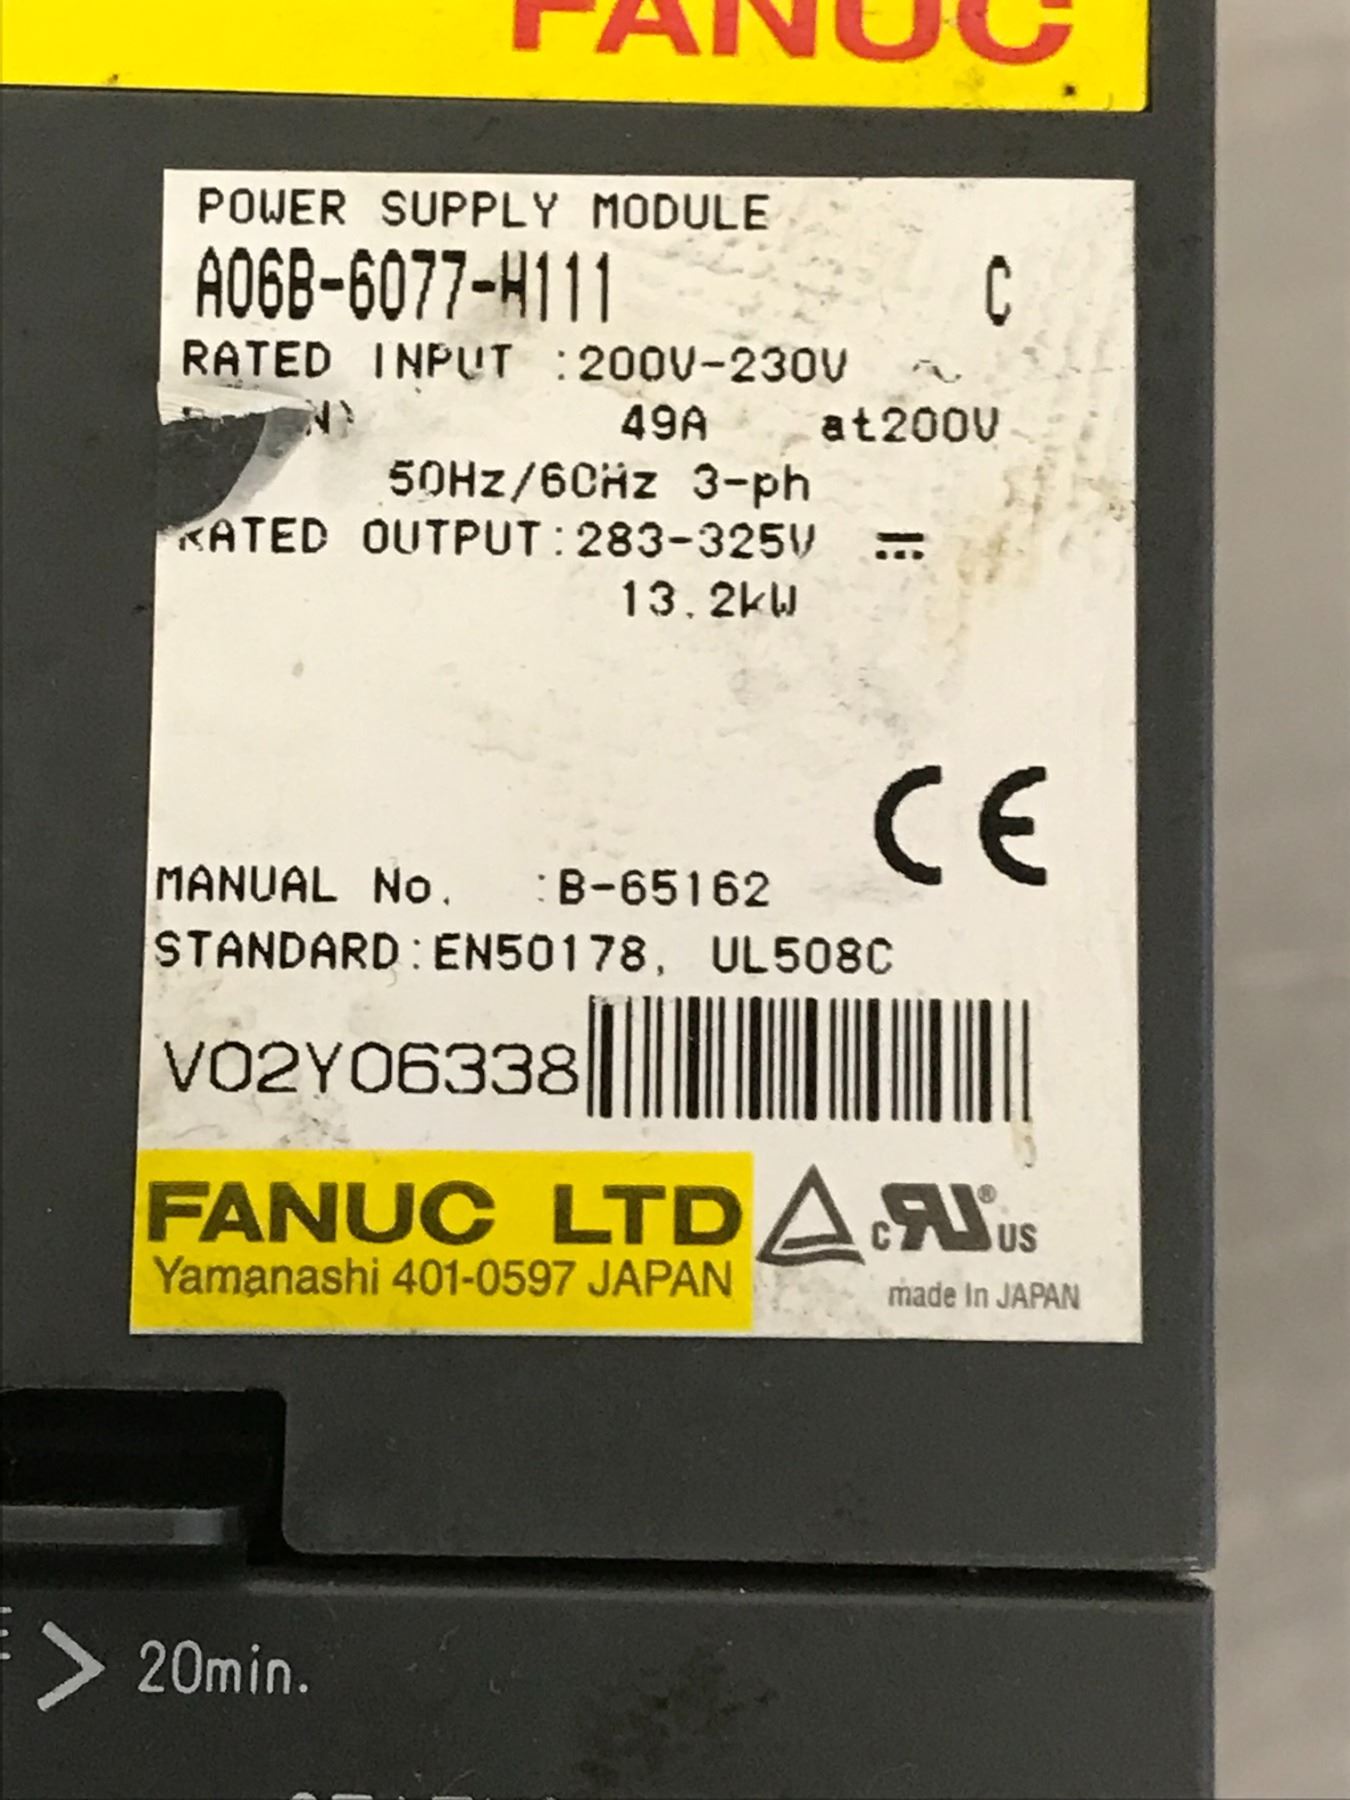 FANUC
POWER SUPPLY MODULE
A06B-6077-H111 C
RATED INPUT :200V-230V ~
49A at200V
50Hz/60Hz 3-ph
RATED OUTPUT:283-325V ⎓
13.2kW
CE
MANUAL No. :B-65162
STANDARD:EN50178, UL508C
V02Y06338
FANUC LTD
Yamanashi 401-0597 JAPAN
c RU ® US
made In JAPAN
> 20min.